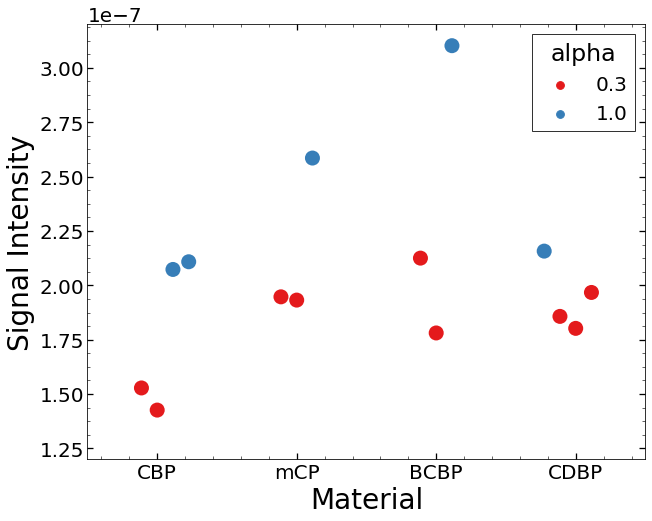 1e−7
3.00
2.75
2.50
2.25
2.00
1.75
1.50
1.25
Signal Intensity
CBP
mCP
BCBP
CDBP
Material
alpha
0.3
1.0